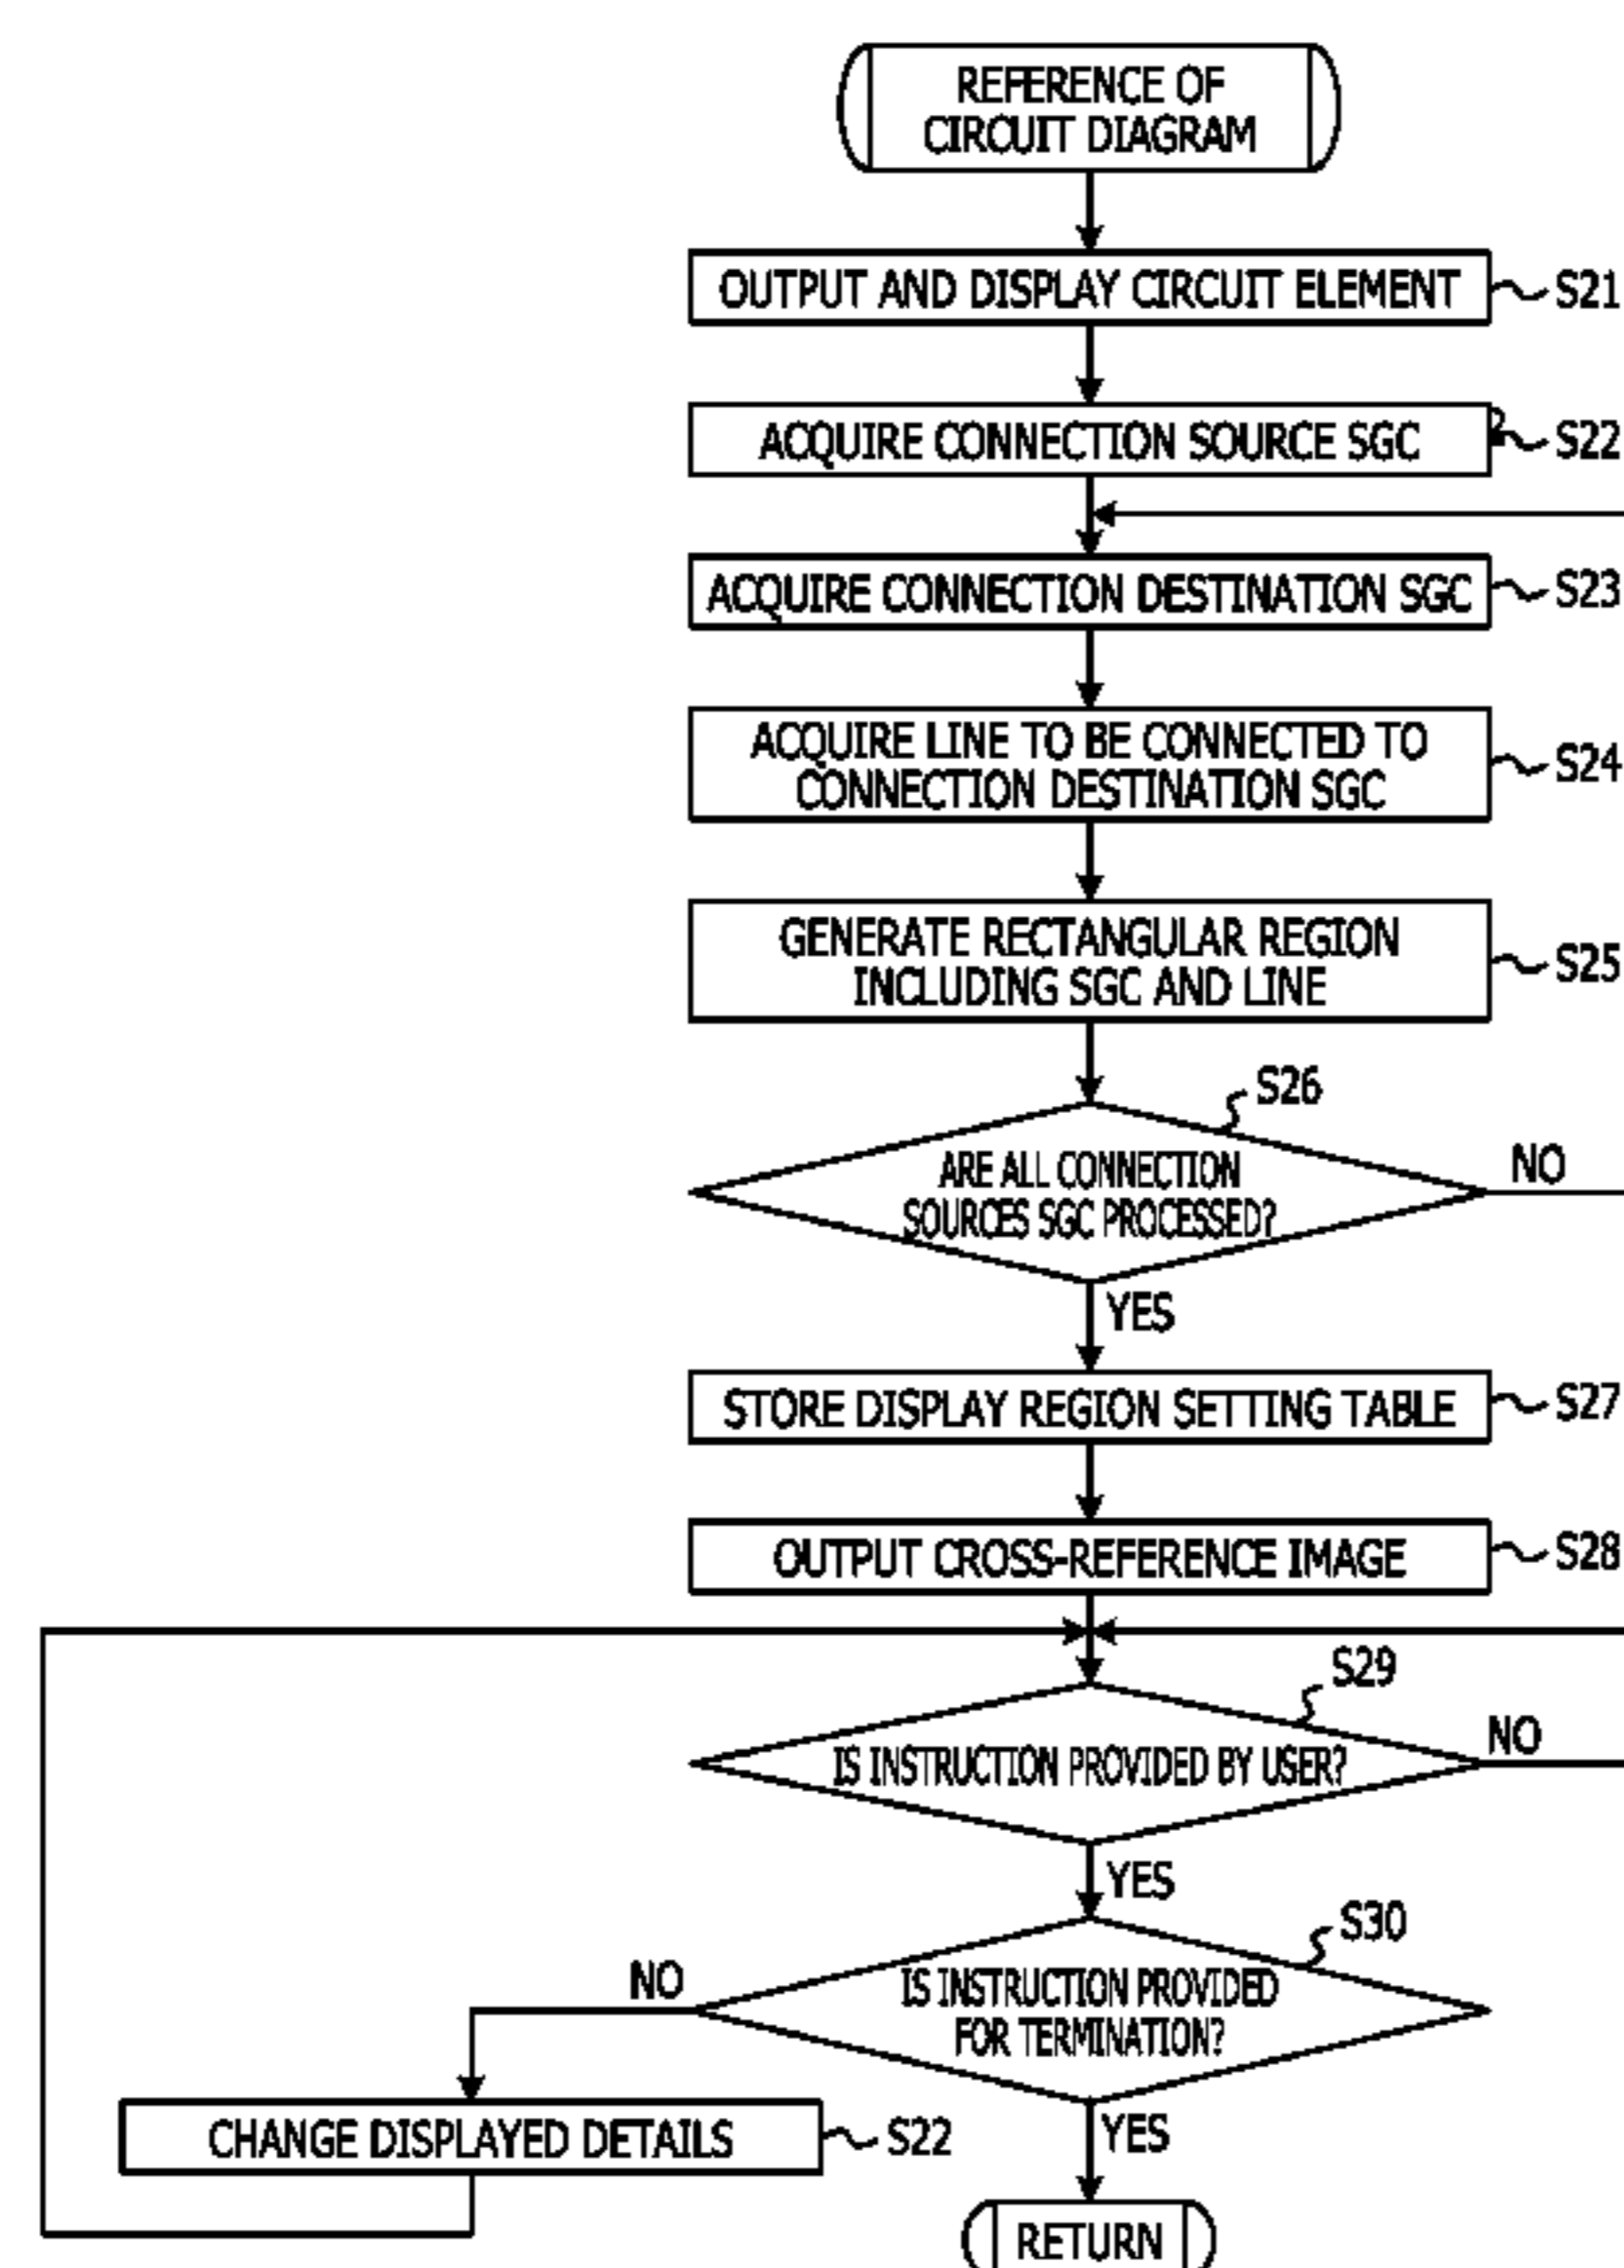 REFERENCE OF
CIRCUIT DIAGRAM
OUTPUT AND DISPLAY CIRCUIT ELEMENT
S21
ACQUIRE CONNECTION SOURCE SGC
S22
ACQUIRE CONNECTION DESTINATION SGC
S23
ACQUIRE LINE TO BE CONNECTED TO
CONNECTION DESTINATION SGC
S24
GENERATE RECTANGULAR REGION
INCLUDING SGC AND LINE
S25
S26
ARE ALL CONNECTION
SOURCES SGC PROCESSED?
NO
YES
STORE DISPLAY REGION SETTING TABLE
S27
OUTPUT CROSS-REFERENCE IMAGE
S28
S29
IS INSTRUCTION PROVIDED BY USER?
NO
YES
S30
IS INSTRUCTION PROVIDED
FOR TERMINATION?
NO
CHANGE DISPLAYED DETAILS
S22
YES
RETURN